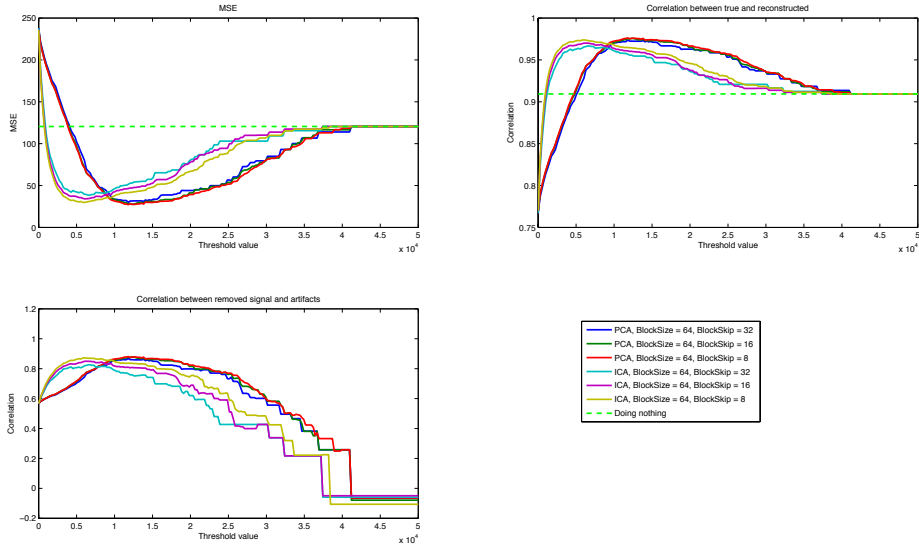 MSE
250
200
150
100
50
0
MSE
0 0.5 1 1.5 2 2.5 3 3.5 4 4.5 5
Threshold value
x 10^4
Correlation between true and reconstructed
1
0.95
0.9
0.85
0.8
0.75
Correlation
0 0.5 1 1.5 2 2.5 3 3.5 4 4.5 5
Threshold value
x 10^4
Correlation between removed signal and artifacts
1.2
1
0.8
0.6
0.4
0.2
0
−0.2
Correlation
0 0.5 1 1.5 2 2.5 3 3.5 4 4.5 5
Threshold value
x 10^4
PCA, BlockSize = 64, BlockSkip = 32
PCA, BlockSize = 64, BlockSkip = 16
PCA, BlockSize = 64, BlockSkip = 8
ICA, BlockSize = 64, BlockSkip = 32
ICA, BlockSize = 64, BlockSkip = 16
ICA, BlockSize = 64, BlockSkip = 8
Doing nothing